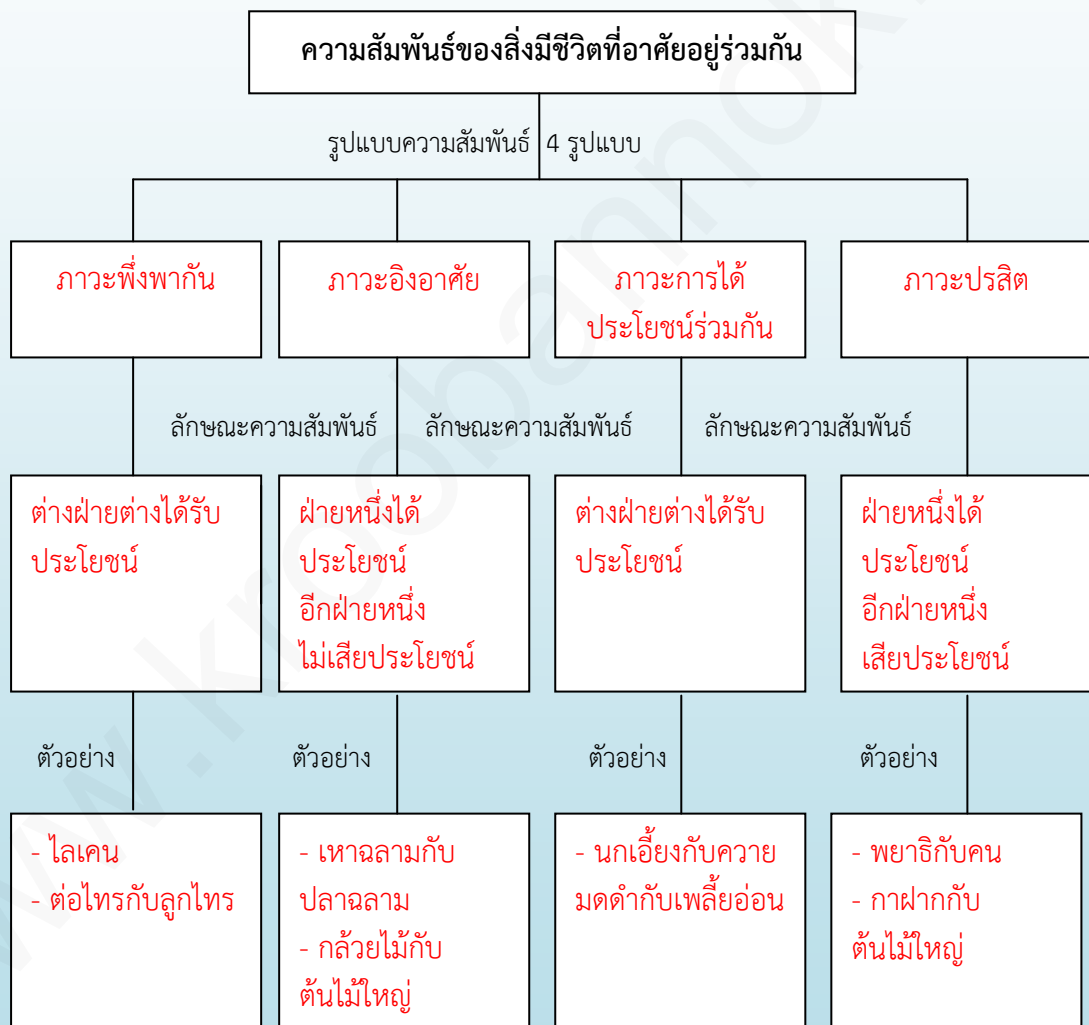 ความสัมพันธ์ของสิ่งมีชีวิตที่อาศัยอยู่ร่วมกัน
รูปแบบความสัมพันธ์ 4 รูปแบบ
ภาวะพึ่งพากัน
ภาวะอิงอาศัย
ภาวะการได้
ประโยชน์ร่วมกัน
ภาวะปรสิต
ลักษณะความสัมพันธ์
ลักษณะความสัมพันธ์
ลักษณะความสัมพันธ์
ต่างฝ่ายต่างได้รับ
ประโยชน์
ฝ่ายหนึ่งได้
ประโยชน์
อีกฝ่ายหนึ่ง
ไม่เสียประโยชน์
ต่างฝ่ายต่างได้รับ
ประโยชน์
ฝ่ายหนึ่งได้
ประโยชน์
อีกฝ่ายหนึ่ง
เสียประโยชน์
ตัวอย่าง
ตัวอย่าง
ตัวอย่าง
ตัวอย่าง
- ไลเคน
- ต่อไทรกับลูกไทร
- เหาฉลามกับ
ปลาฉลาม
- กล้วยไม้กับ
ต้นไม้ใหญ่
- นกเอี้ยงกับควาย
มดดำกับเพลี้ยอ่อน
- พยาธิกับคน
- กาฝากกับ
ต้นไม้ใหญ่